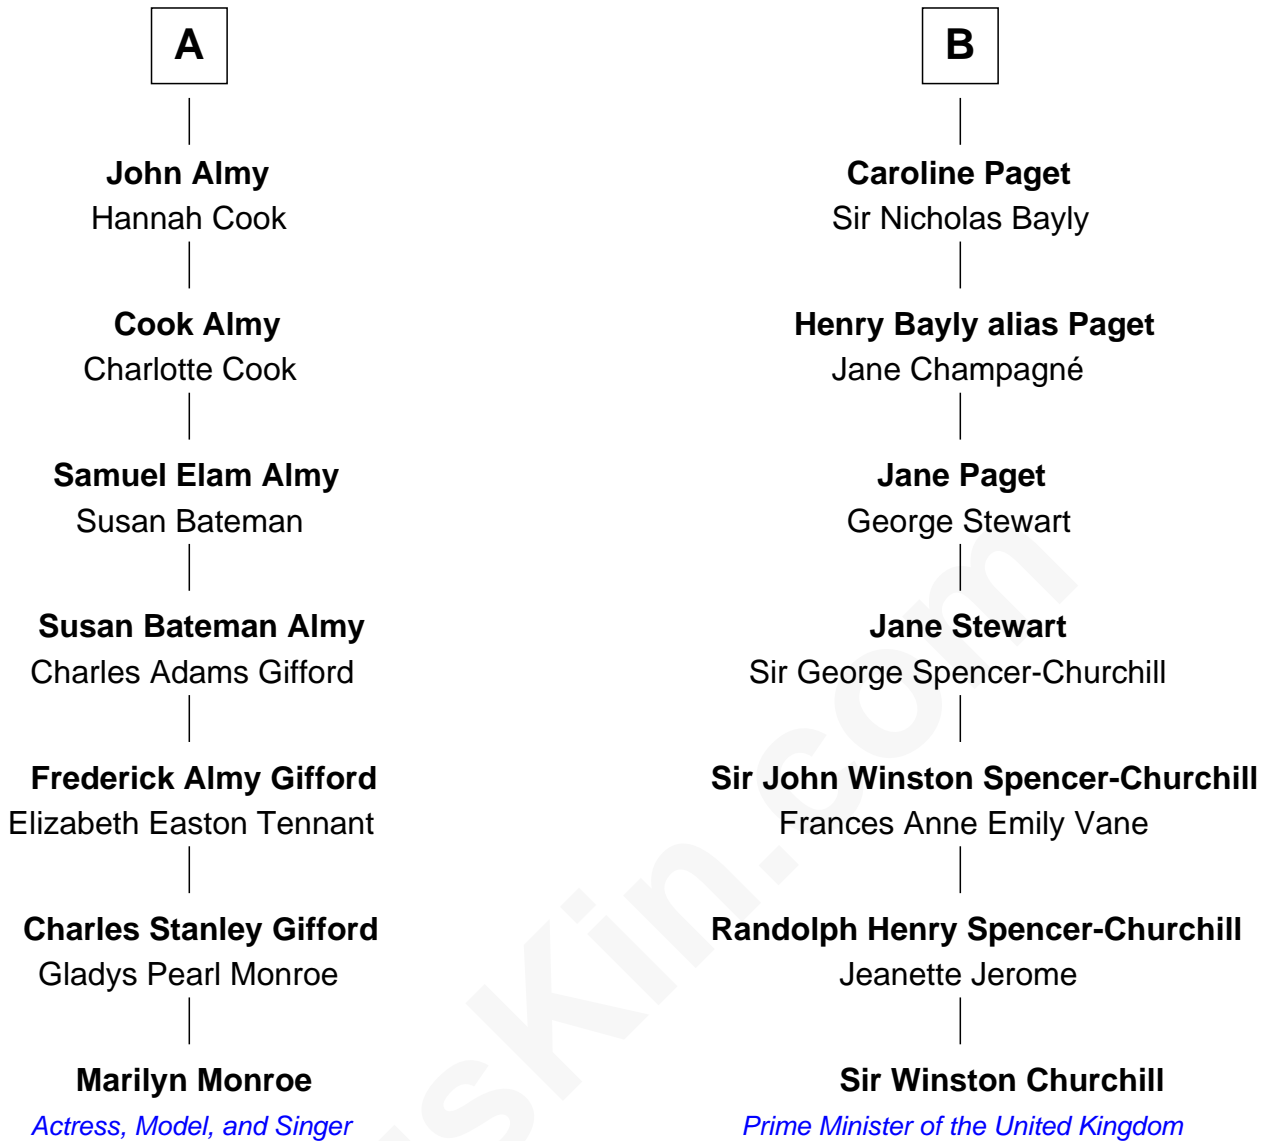 A
John Almy
Hannah Cook
Cook Almy
Charlotte Cook
Samuel Elam Almy
Susan Bateman
Susan Bateman Almy
Charles Adams Gifford
Frederick Almy Gifford
Elizabeth Easton Tennant
Charles Stanley Gifford
Gladys Pearl Monroe
Marilyn Monroe
Actress, Model, and Singer
B
Caroline Paget
Sir Nicholas Bayly
Henry Bayly alias Paget
Jane Champagné
Jane Paget
George Stewart
Jane Stewart
Sir George Spencer-Churchill
Sir John Winston Spencer-Churchill
Frances Anne Emily Vane
Randolph Henry Spencer-Churchill
Jeanette Jerome
Sir Winston Churchill
Prime Minister of the United Kingdom
usKin.com